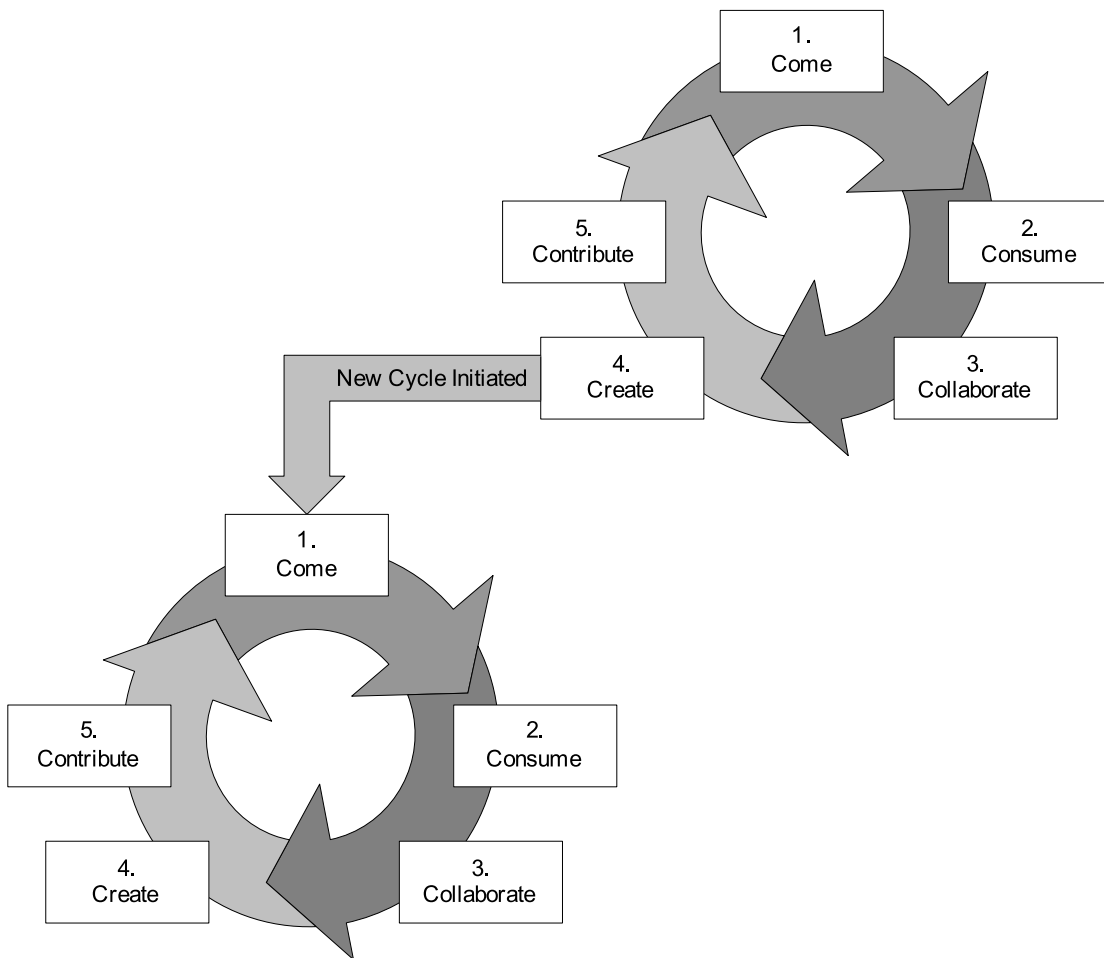 1.
Come
5.
Contribute
2.
Consume
4.
Create
3.
Collaborate
New Cycle Initiated
1.
Come
5.
Contribute
2.
Consume
4.
Create
3.
Collaborate